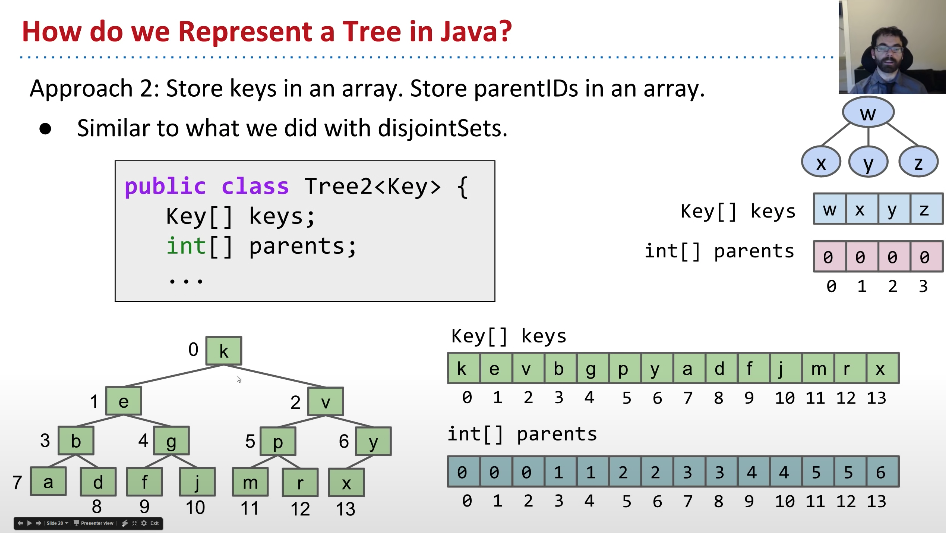 How do we Represent a Tree in Java?
Approach 2: Store keys in an array. Store parentIDs in an array.
● Similar to what we did with disjointSets.
public class Tree2<Key> {
Key[] keys;
int[] parents;
...
w
x y z
Key[] keys w x y z
int[] parents 0 0 0 0
0 1 2 3
0 k
1 e 2 v
3 b 4 g 5 p 6 y
7 a d f j m r x
8 9 10 11 12 13
Key[] keys
k e v b g p y a d f j m r x
0 1 2 3 4 5 6 7 8 9 10 11 12 13
int[] parents
0 0 0 1 1 2 2 3 3 4 4 5 5 6
0 1 2 3 4 5 6 7 8 9 10 11 12 13
Slide 20 Presenter view Exit